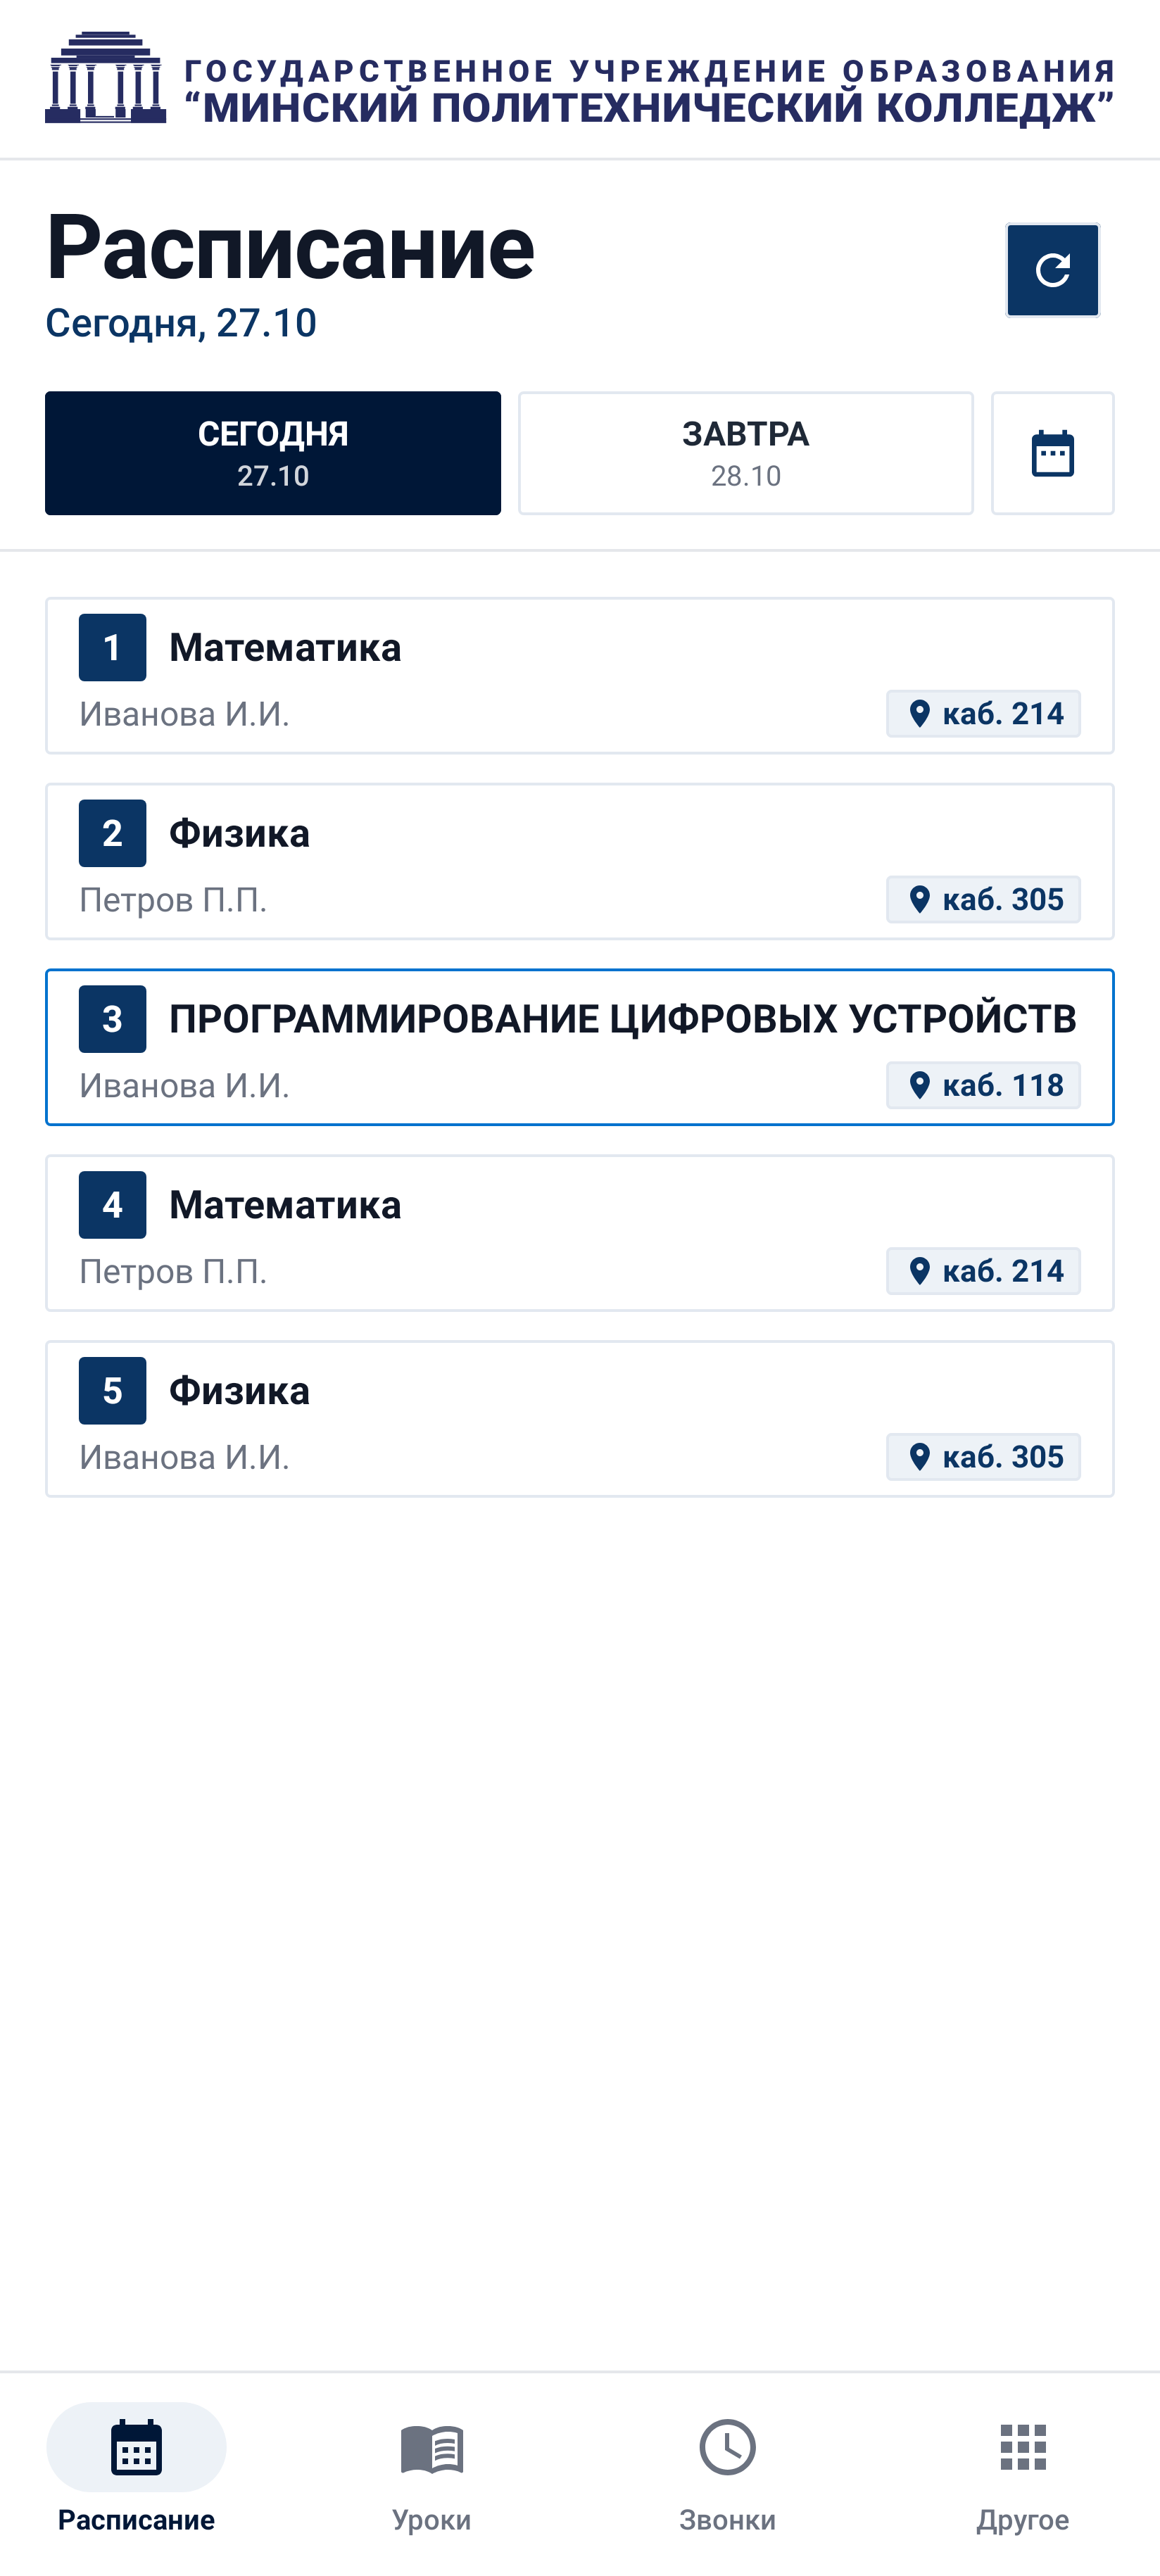 ГОСУДАРСТВЕННОЕ УЧРЕЖДЕНИЕ ОБРАЗОВАНИЯ
“МИНСКИЙ ПОЛИТЕХНИЧЕСКИЙ КОЛЛЕДЖ”
Расписание
Сегодня, 27.10
СЕГОДНЯ
27.10
ЗАВТРА
28.10
1 Математика
Иванова И.И. каб. 214
2 Физика
Петров П.П. каб. 305
3 ПРОГРАММИРОВАНИЕ ЦИФРОВЫХ УСТРОЙСТВ
Иванова И.И. каб. 118
4 Математика
Петров П.П. каб. 214
5 Физика
Иванова И.И. каб. 305
Расписание Уроки Звонки Другое